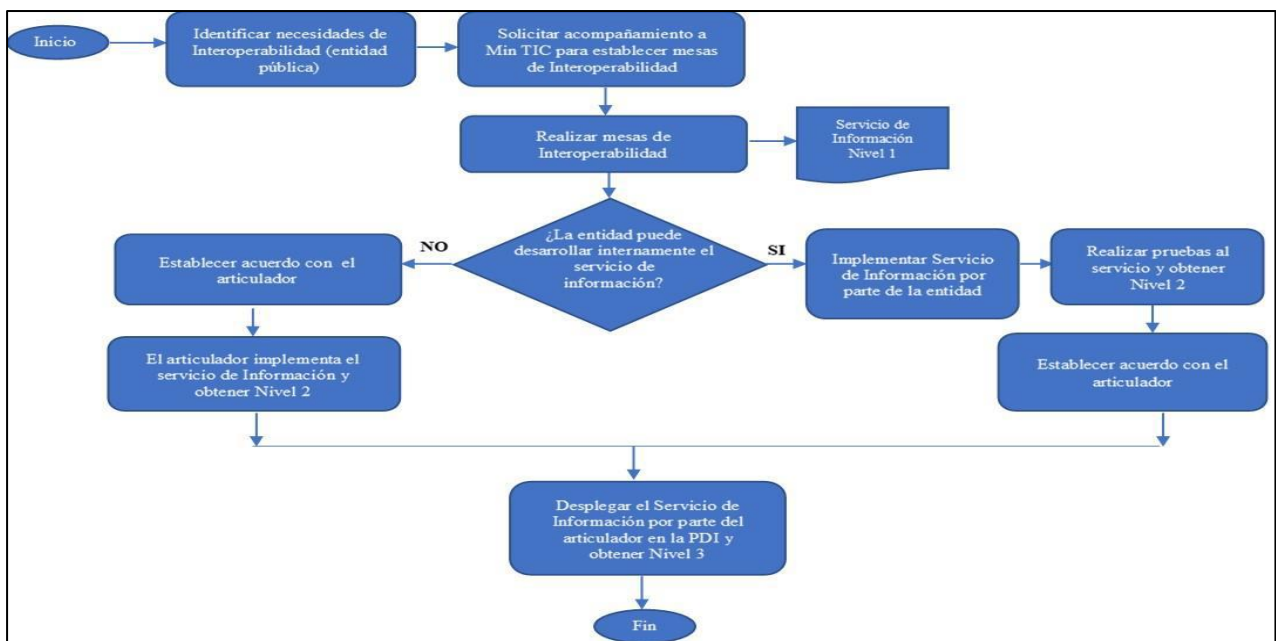 Inicio
Identificar necesidades de
Interoperabilidad (entidad
pública)
Solicitar acompañamiento a
Min TIC para establecer mesas
de Interoperabilidad
Realizar mesas de
Interoperabilidad
Servicio de
Información
Nivel 1
¿La entidad puede
desarrollar internamente el
servicio de
información?
NO
SI
Establecer acuerdo con el
articulador
El articulador implementa el
servicio de Información y
obtener Nivel 2
Implementar Servicio
de Información por
parte de la entidad
Realizar pruebas al
servicio y obtener
Nivel 2
Establecer acuerdo con el
articulador
Desplegar el Servicio de
Información por parte del
articulador en la PDI y
obtener Nivel 3
Fin